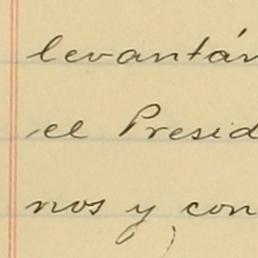 levantán
el Presid
nos y con